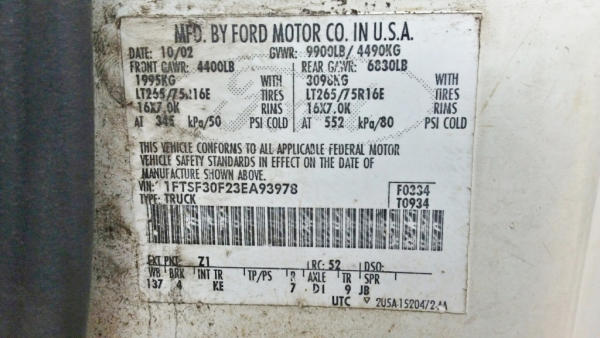 MFD. BY FORD MOTOR CO. IN U.S.A.
DATE: 10/02 GVWR: 9900LB/ 4490KG
FRONT GAWR: 4400LB REAR GAWR: 6830LB
1995KG WITH 3098KG WITH
LT265/75R16E TIRES LT265/75R16E TIRES
16X7.0K RIMS 16X7.0K RIMS
AT 345 kPa/50 PSI COLD AT 552 kPa/80 PSI COLD
THIS VEHICLE CONFORMS TO ALL APPLICABLE FEDERAL MOTOR
VEHICLE SAFETY STANDARDS IN EFFECT ON THE DATE OF
MANUFACTURE SHOWN ABOVE.
VIN: 1FTSF30F23EA93978 F0334
TYPE: TRUCK T0934
EXT PNT: Z1 RC: 52 DSO:
WB BRK INT TR TP/PS R AXLE TR SPR
137 4 KE 7 D1 9 JB
UTC ▽ 2U5A-15204/2-AA